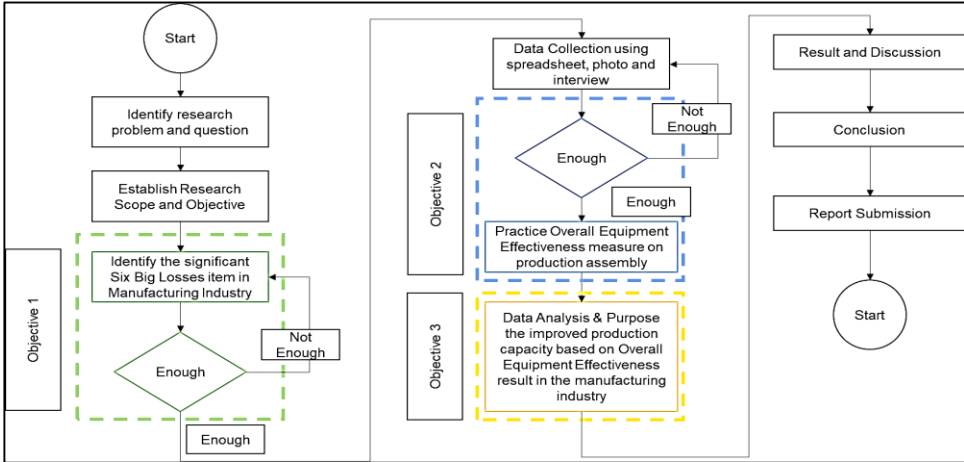 Start
Identify research
problem and question
Establish Research
Scope and Objective
Objective 1
Identify the significant
Six Big Losses item in
Manufacturing Industry
Not
Enough
Enough
Enough
Data Collection using
spreadsheet, photo and
interview
Objective 2
Not
Enough
Enough
Enough
Practice Overall Equipment
Effectiveness measure on
production assembly
Objective 3
Data Analysis & Purpose
the improved production
capacity based on Overall
Equipment Effectiveness
result in the manufacturing
industry
Result and Discussion
Conclusion
Report Submission
Start